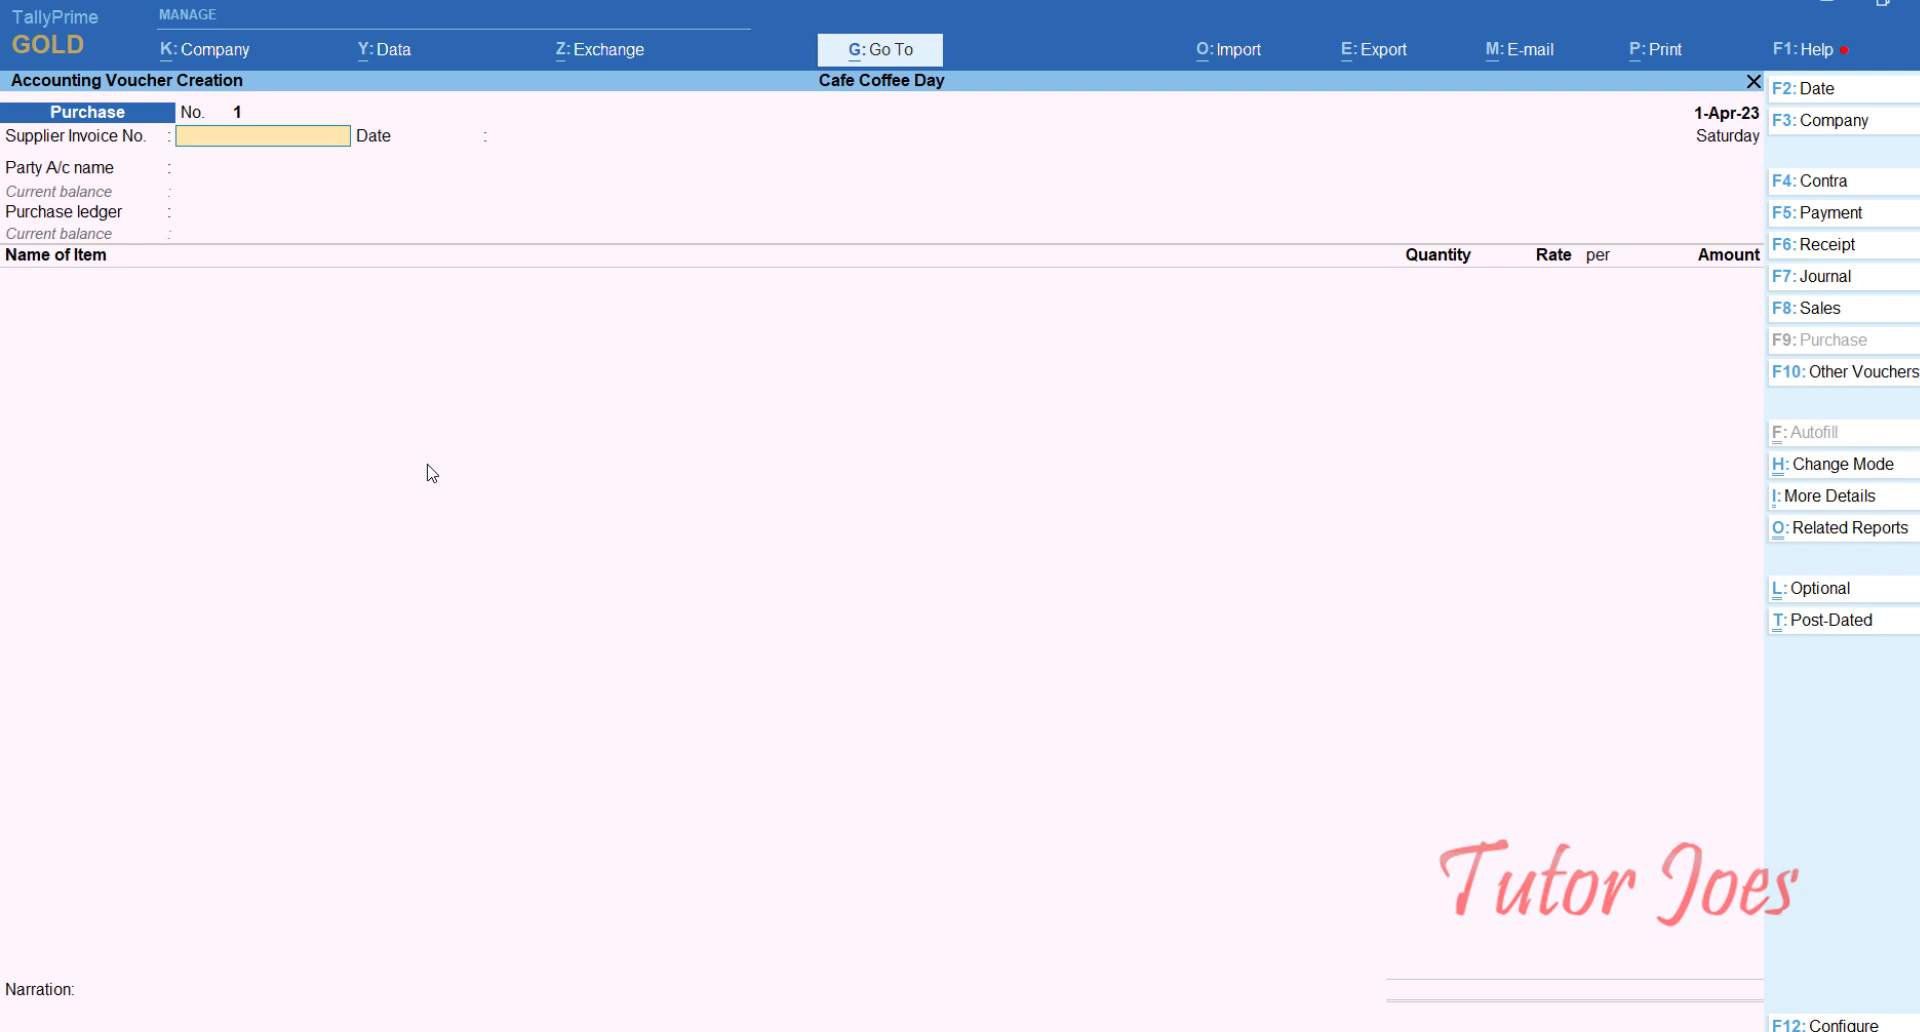 TallyPrime
GOLD
MANAGE
K: Company
Y: Data
Z: Exchange
G: Go To
O: Import
E: Export
M: E-mail
P: Print
F1: Help
Accounting Voucher Creation
Cafe Coffee Day
Purchase No. 1
1-Apr-23
Supplier Invoice No. : Date :
Saturday
Party A/c name :
Current balance :
Purchase ledger :
Current balance :
Name of Item Quantity Rate per Amount
F2: Date
F3: Company
F4: Contra
F5: Payment
F6: Receipt
F7: Journal
F8: Sales
F9: Purchase
F10: Other Vouchers
F: Autofill
H: Change Mode
I: More Details
O: Related Reports
L: Optional
T: Post-Dated
Tutor Joes
Narration:
F12: Configure